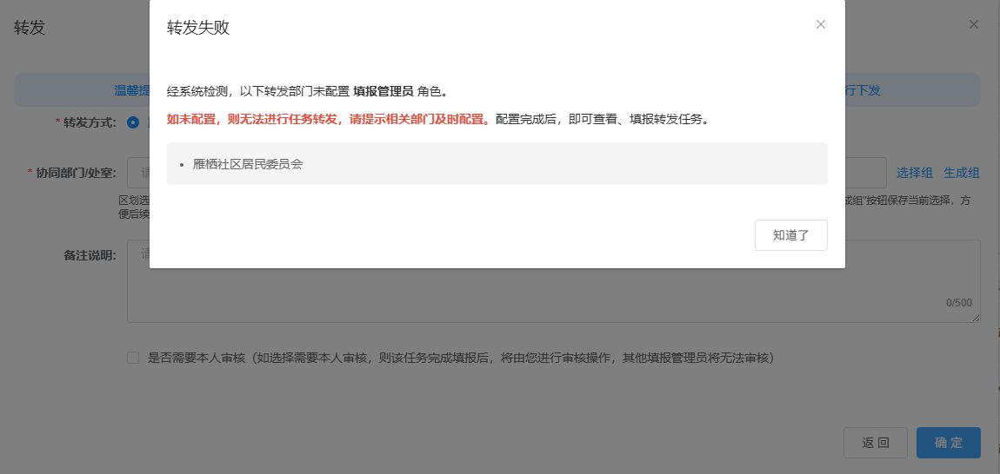 转发
转发失败
经系统检测，以下转发部门未配置 填报管理员 角色。
温馨提
行下发
如未配置，则无法进行任务转发，请提示相关部门及时配置。配置完成后，即可查看、填报转发任务。
* 转发方式：
雁栖社区居民委员会
* 协同部门/处室：
请
选择组 生成组
区划选
成组"按钮保存当前选择，方
便后续
知道了
备注说明：
请
0/500
是否需要本人审核（如选择需要本人审核，则该任务完成填报后，将由您进行审核操作，其他填报管理员将无法审核）
返 回
确 定